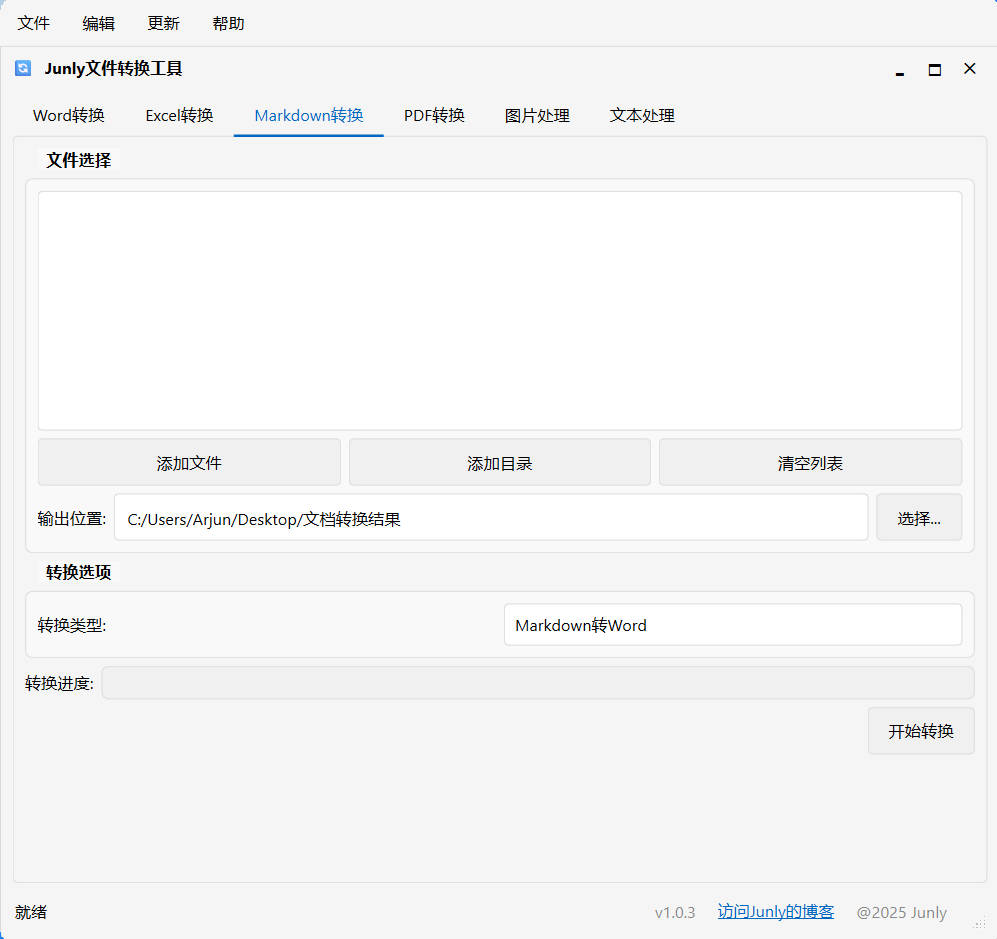 文件 编辑 更新 帮助
Junly文件转换工具
Word转换 Excel转换 Markdown转换 PDF转换 图片处理 文本处理
文件选择
添加文件 添加目录 清空列表
输出位置: C:/Users/Arjun/Desktop/文档转换结果 选择...
转换选项
转换类型: Markdown转Word
转换进度:
开始转换
就绪 v1.0.3 访问Junly的博客 @2025 Junly